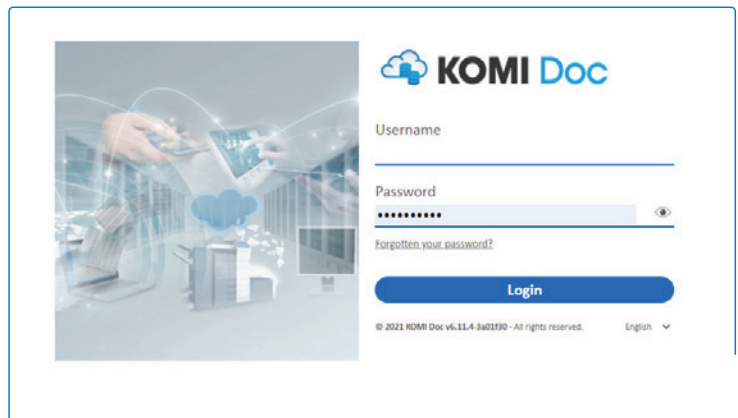 KOMI Doc
Username
Password
••••••••••
Forgotten your password?
Login
© 2021 KOMI Doc v6.11.4-3a01f30 - All rights reserved. English